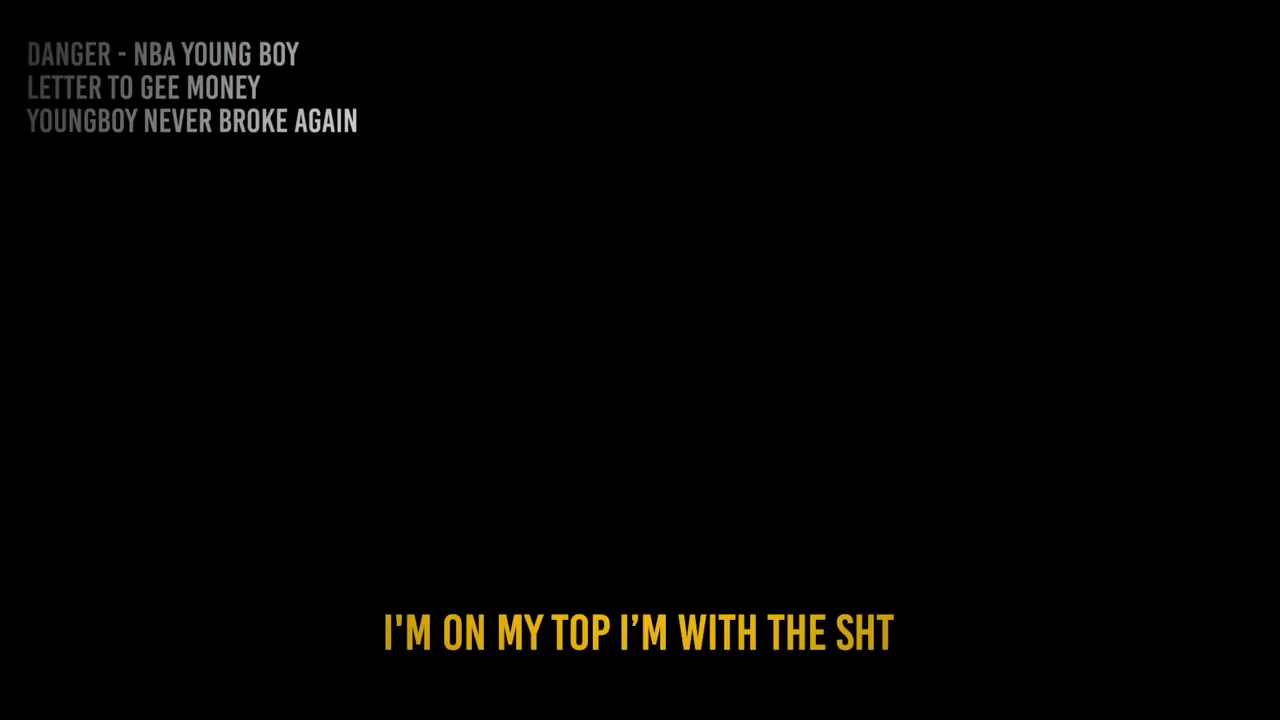 DANGER - NBA YOUNG BOY
LETTER TO GEE MONEY
YOUNGBOY NEVER BROKE AGAIN
I'M ON MY TOP I’M WITH THE SHT